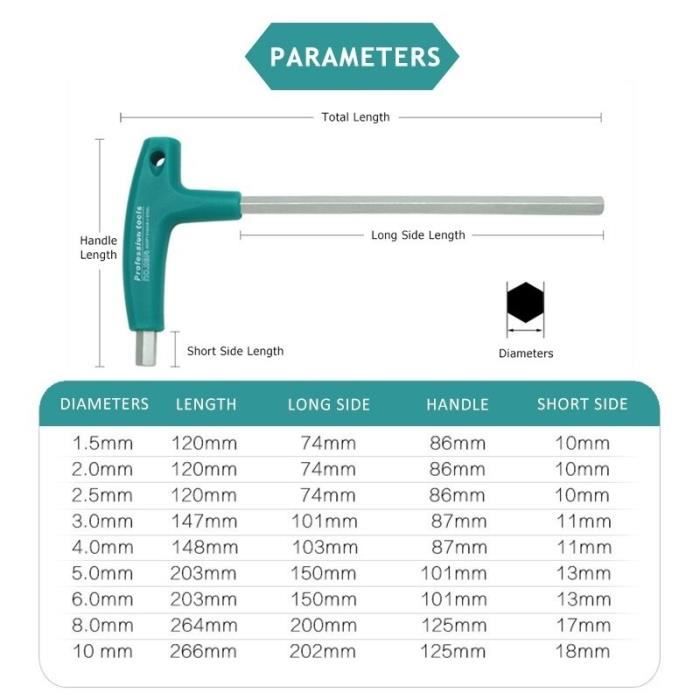 PARAMETERS
Total Length
Handle
Length
Profession tools
Long Side Length
Short Side Length
Diameters
DIAMETERS LENGTH LONG SIDE HANDLE SHORT SIDE
1.5mm 120mm 74mm 86mm 10mm
2.0mm 120mm 74mm 86mm 10mm
2.5mm 120mm 74mm 86mm 10mm
3.0mm 147mm 101mm 87mm 11mm
4.0mm 148mm 103mm 87mm 11mm
5.0mm 203mm 150mm 101mm 13mm
6.0mm 203mm 150mm 101mm 13mm
8.0mm 264mm 200mm 125mm 17mm
10 mm 266mm 202mm 125mm 18mm